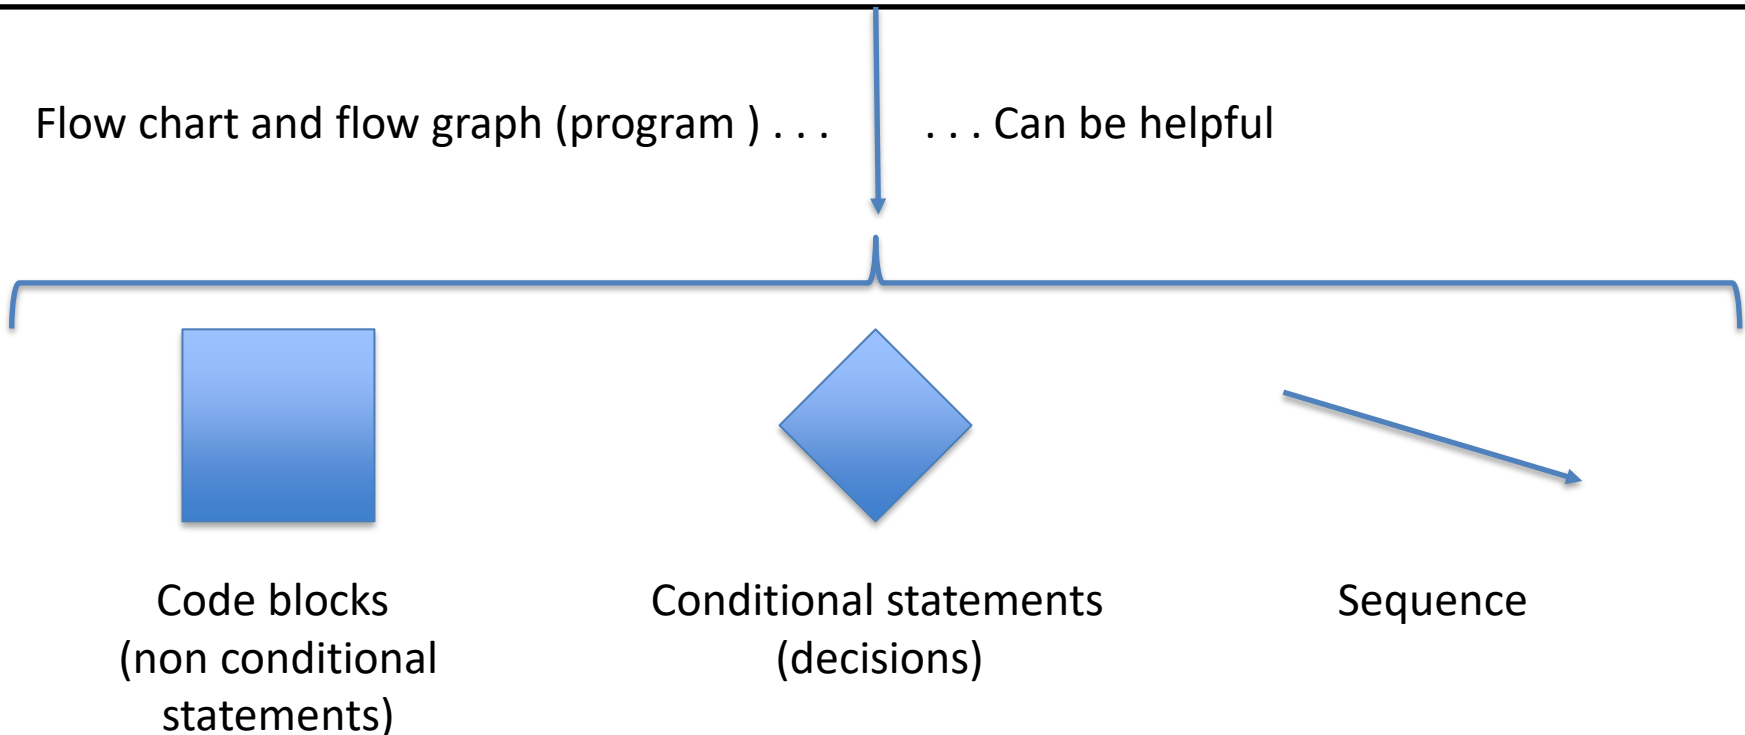 Flow chart and flow graph (program ) . . .
. . . Can be helpful
Code blocks
(non conditional
statements)
Conditional statements
(decisions)
Sequence